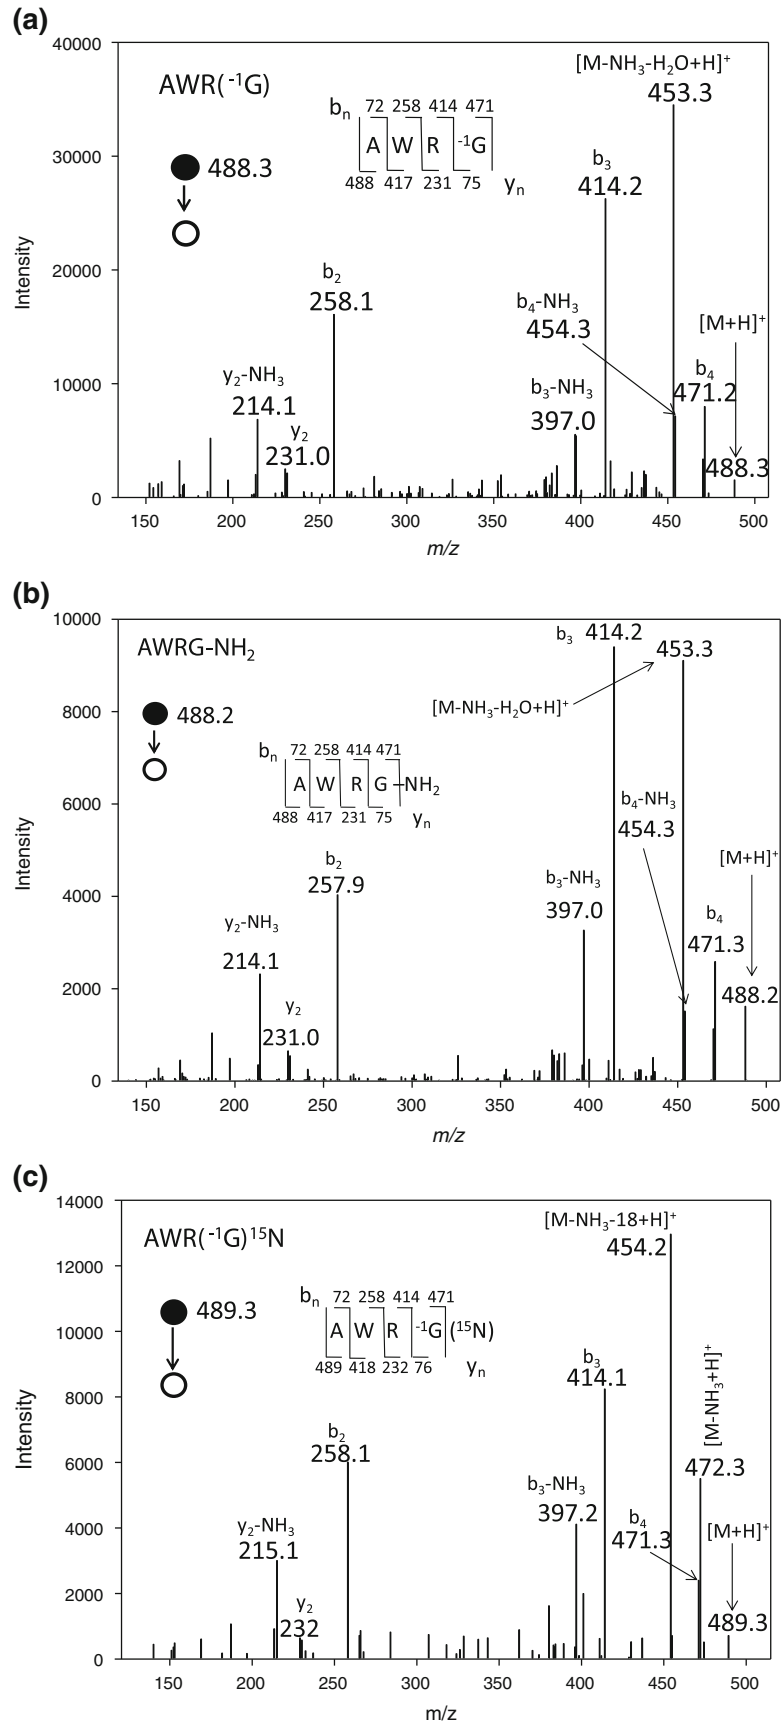 (a)
40000
30000
20000
10000
0
Intensity
AWR(⁻¹G)
488.3
bₙ 72 258 414 471
A W R ⁻¹G
488 417 231 75 yₙ
[M-NH₃-H₂O+H]⁺
453.3
b₃
414.2
b₂
258.1
b₄-NH₃
454.3
[M+H]⁺
b₄
471.2
y₂-NH₃
214.1
b₃-NH₃
397.0
y₂
231.0
488.3
150 200 250 300 350 400 450 500
m/z
(b)
10000
8000
6000
4000
2000
0
Intensity
AWRG-NH₂
488.2
bₙ 72 258 414 471
A W R G -NH₂
488 417 231 75 yₙ
b₃ 414.2
453.3
[M-NH₃-H₂O+H]⁺
b₄-NH₃
454.3
[M+H]⁺
b₂
257.9
b₃-NH₃
397.0
y₂-NH₃
214.1
b₄
471.3
488.2
y₂
231.0
150 200 250 300 350 400 450 500
m/z
(c)
14000
12000
10000
8000
6000
4000
2000
0
Intensity
AWR(⁻¹G)¹⁵N
489.3
bₙ 72 258 414 471
A W R ⁻¹G (¹⁵N)
489 418 232 76 yₙ
[M-NH₃-18+H]⁺
454.2
b₃
414.1
[M-NH₃+H]⁺
472.3
b₂
258.1
b₃-NH₃
397.2
y₂-NH₃
215.1
b₄
471.3
[M+H]⁺
y₂
232
489.3
150 200 250 300 350 400 450 500
m/z